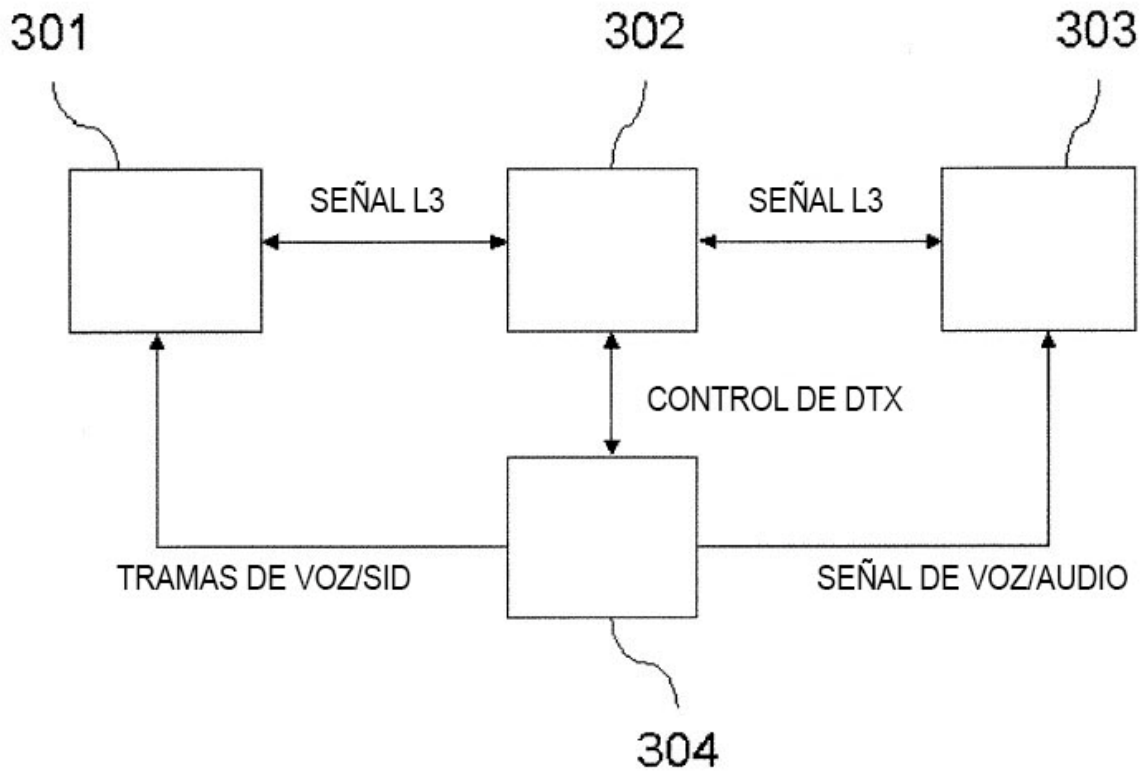 301
302
303
SEÑAL L3
SEÑAL L3
CONTROL DE DTX
TRAMAS DE VOZ/SID
SEÑAL DE VOZ/AUDIO
304